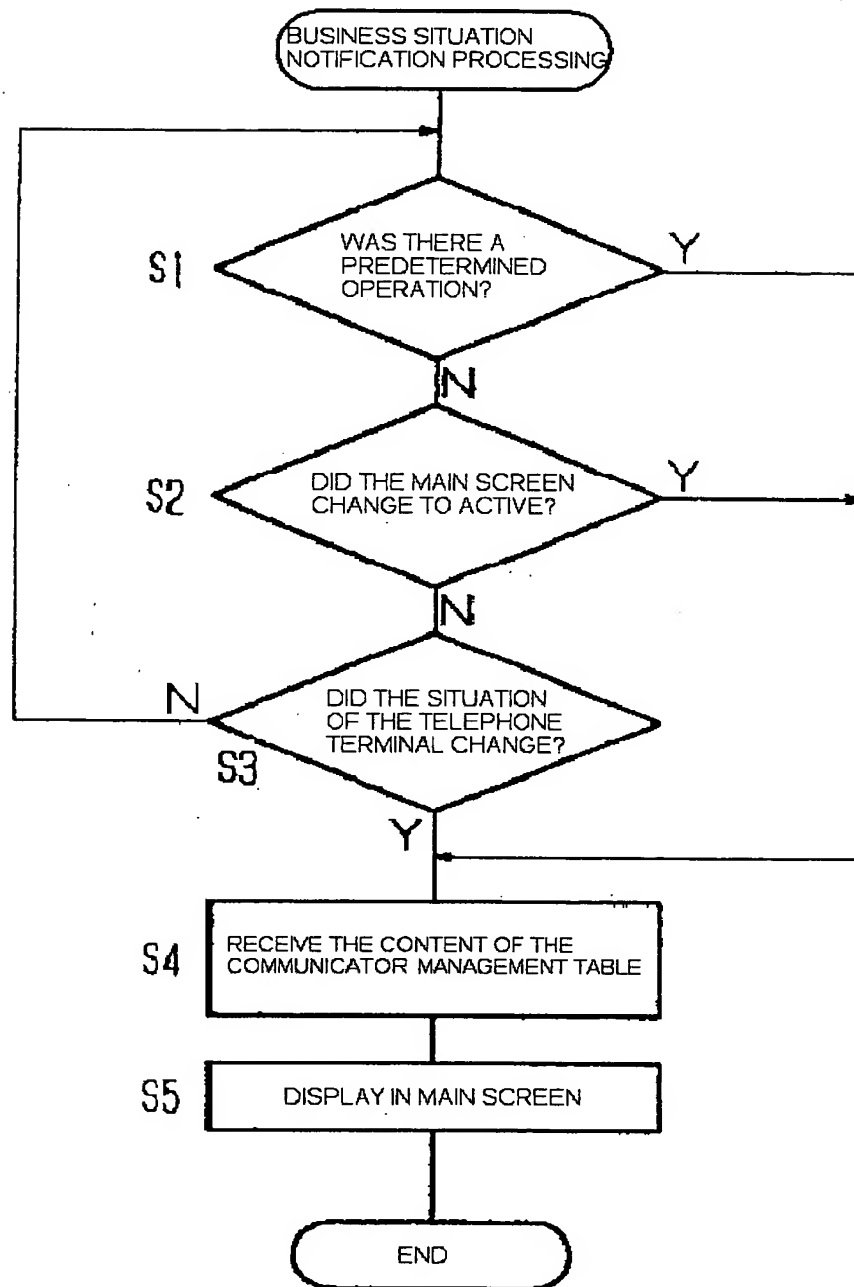 BUSINESS SITUATION
NOTIFICATION PROCESSING
S1
WAS THERE A
PREDETERMINED
OPERATION?
Y
N
S2
DID THE MAIN SCREEN
CHANGE TO ACTIVE?
Y
N
N
S3
DID THE SITUATION
OF THE TELEPHONE
TERMINAL CHANGE?
Y
S4
RECEIVE THE CONTENT OF THE
COMMUNICATOR MANAGEMENT TABLE
S5
DISPLAY IN MAIN SCREEN
END